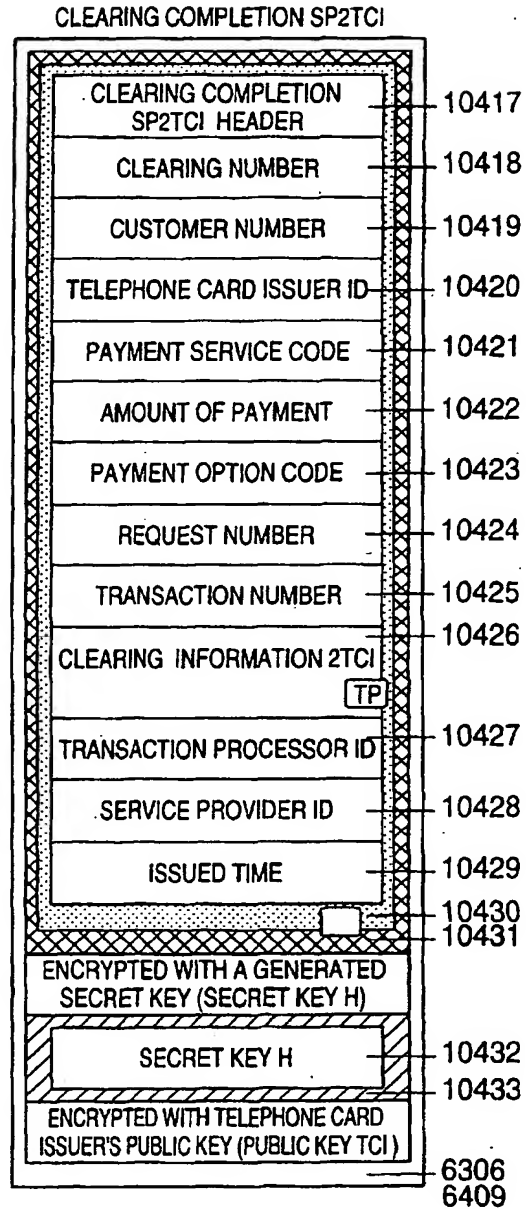 CLEARING COMPLETION SP2TCI
CLEARING COMPLETION
SP2TCI HEADER
10417
CLEARING NUMBER
10418
CUSTOMER NUMBER
10419
TELEPHONE CARD ISSUER ID
10420
PAYMENT SERVICE CODE
10421
AMOUNT OF PAYMENT
10422
PAYMENT OPTION CODE
10423
REQUEST NUMBER
10424
TRANSACTION NUMBER
10425
10426
CLEARING INFORMATION 2TCI
TP
TRANSACTION PROCESSOR ID
10427
SERVICE PROVIDER ID
10428
ISSUED TIME
10429
10430
10431
ENCRYPTED WITH A GENERATED
SECRET KEY (SECRET KEY H)
SECRET KEY H
10432
10433
ENCRYPTED WITH TELEPHONE CARD
ISSUER'S PUBLIC KEY (PUBLIC KEY TCI)
6306
6409